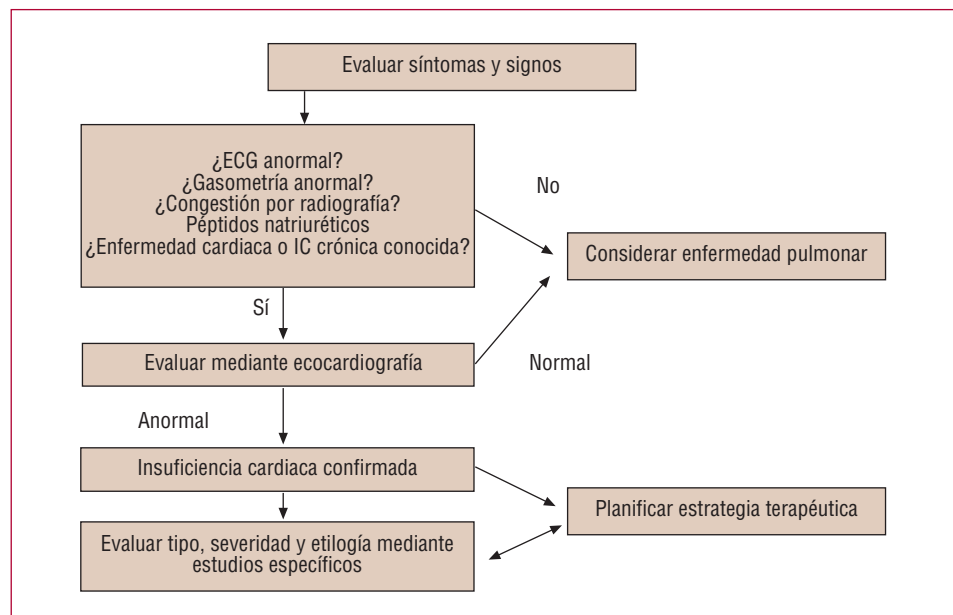 Evaluar síntomas y signos
¿ECG anormal?
¿Gasometría anormal?
¿Congestión por radiografía?
Péptidos natriuréticos
¿Enfermedad cardiaca o IC crónica conocida?
No
Considerar enfermedad pulmonar
Sí
Evaluar mediante ecocardiografía
Normal
Anormal
Insuficiencia cardiaca confirmada
Planificar estrategia terapéutica
Evaluar tipo, severidad y etilogía mediante
estudios específicos